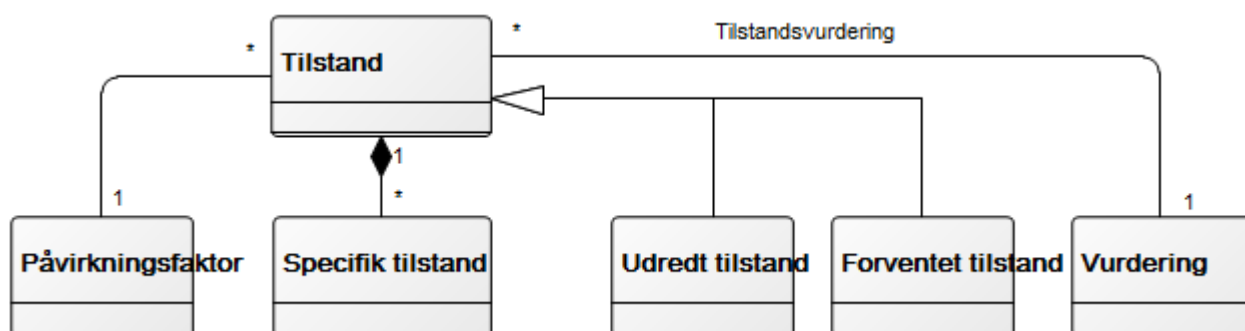 * Tilstand * Tilstandsvurdering
1
1 * 1
Påvirkningsfaktor Specifik tilstand Udredt tilstand Forventet tilstand Vurdering